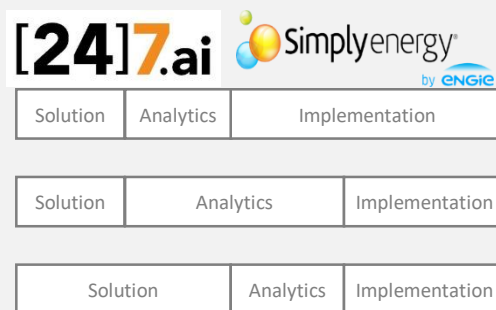 [24]7.ai Simplyenergy
by ENGIE
Solution Analytics Implementation
Solution Analytics Implementation
Solution Analytics Implementation